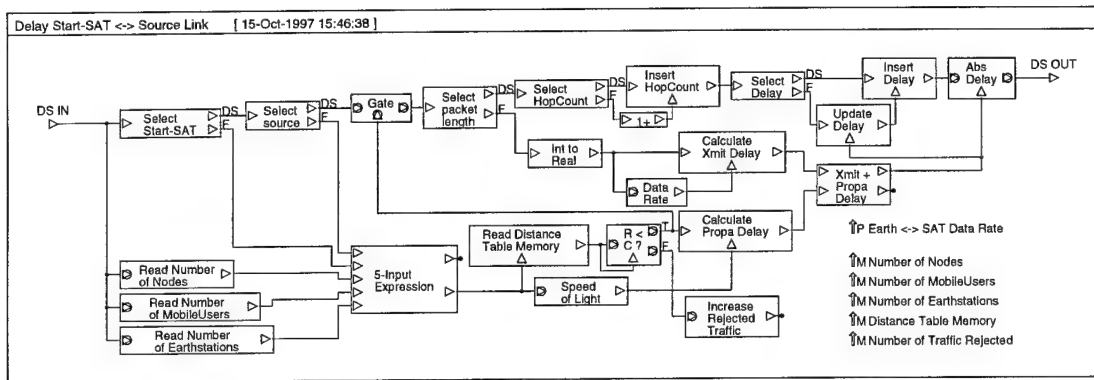 Delay Start-SAT <-> Source Link [ 15-Oct-1997 15:46:38 ]
DS IN
Select
Start-SAT
DS
F
Select
source
DS
F
Gate
Select
packet
length
DS
F
Select
HopCount
DS
F
Insert
HopCount
1+
Select
Delay
DS
F
Insert
Delay
Abs
Delay
DS OUT
Update
Delay
Int to
Real
Calculate
Xmit Delay
Data
Rate
Xmit +
Propa
Delay
Read Distance
Table Memory
R <
C ?
T
F
Calculate
Propa Delay
5-Input
Expression
Speed
of Light
Increase
Rejected
Traffic
Read Number
of Nodes
Read Number
of MobileUsers
Read Number
of Earthstations
⇑P Earth <-> SAT Data Rate
⇑M Number of Nodes
⇑M Number of MobileUsers
⇑M Number of Earthstations
⇑M Distance Table Memory
⇑M Number of Traffic Rejected